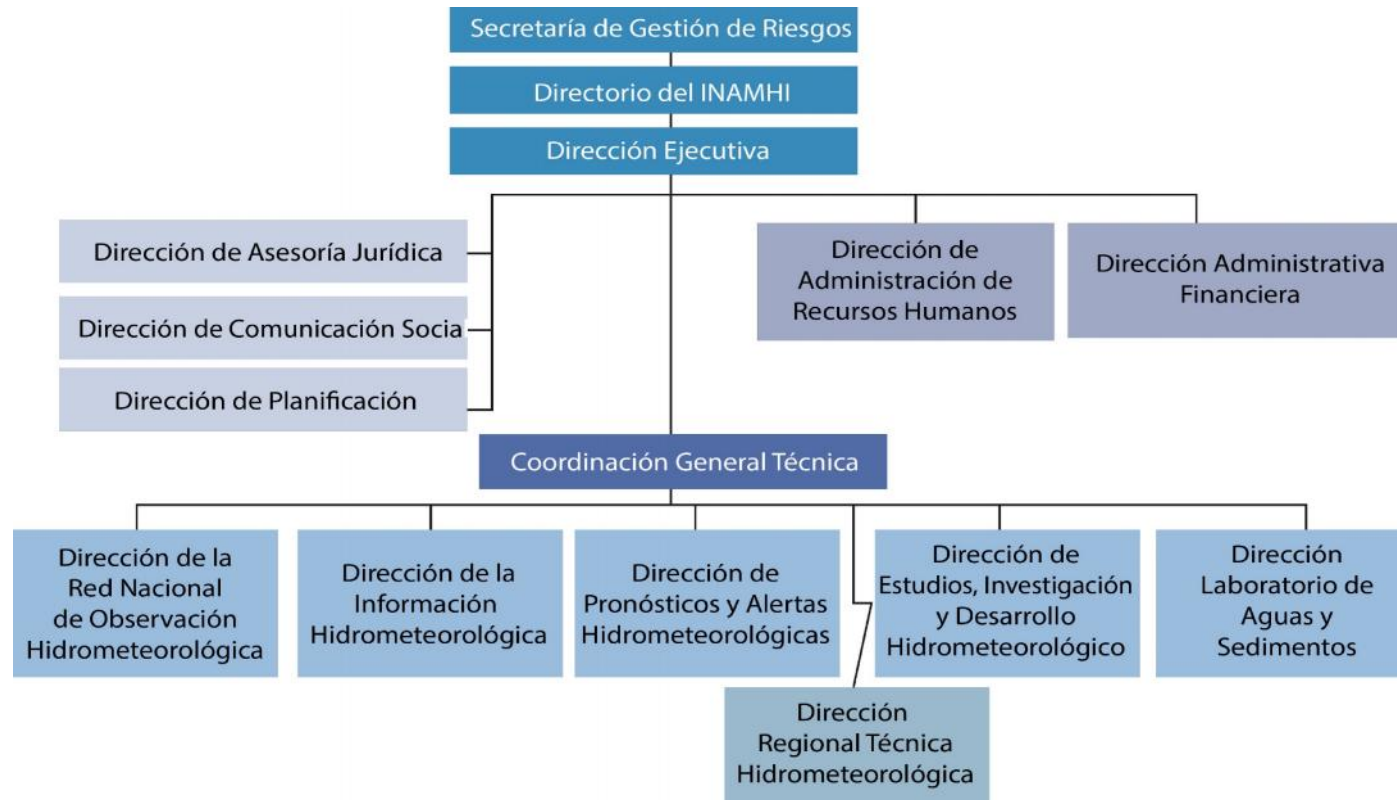 Secretaría de Gestión de Riesgos
Directorio del INAMHI
Dirección Ejecutiva
Dirección de Asesoría Jurídica
Dirección de Comunicación Socia
Dirección de Planificación
Dirección de
Administración de
Recursos Humanos
Dirección Administrativa
Financiera
Coordinación General Técnica
Dirección de la
Red Nacional
de Observación
Hidrometeorológica
Dirección de la
Información
Hidrometeorológica
Dirección de
Pronósticos y Alertas
Hidrometeorológicas
Dirección de
Estudios, Investigación
y Desarrollo
Hidrometeorológico
Dirección
Laboratorio de
Aguas y
Sedimentos
Dirección
Regional Técnica
Hidrometeorológica